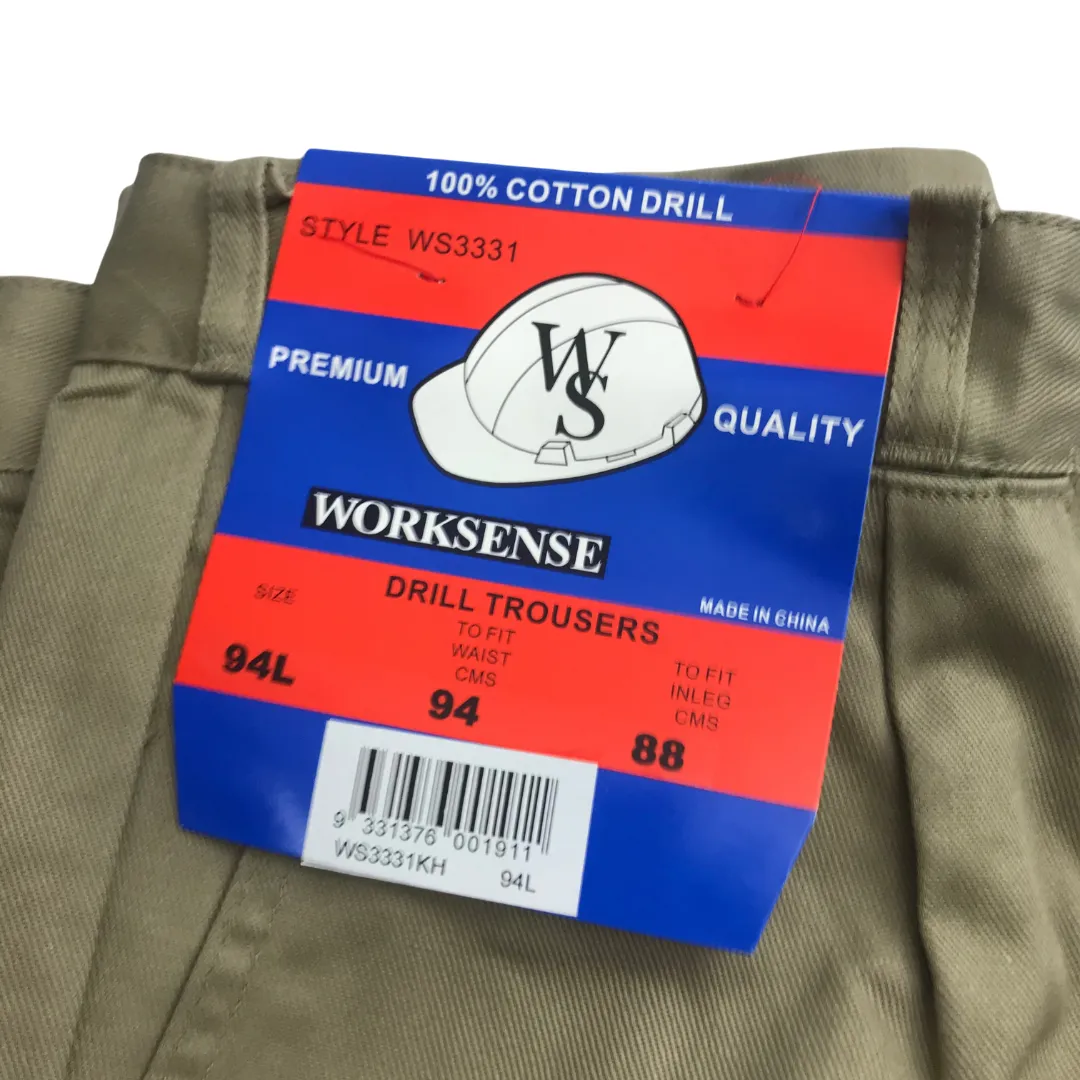 100% COTTON DRILL
STYLE WS3331
WS
PREMIUM
QUALITY
WORKSENSE
MADE IN CHINA
DRILL TROUSERS
SIZE
94L
TO FIT
WAIST
CMS
94
TO FIT
INLEG
CMS
88
9 331376 001911
WS3331KH 94L